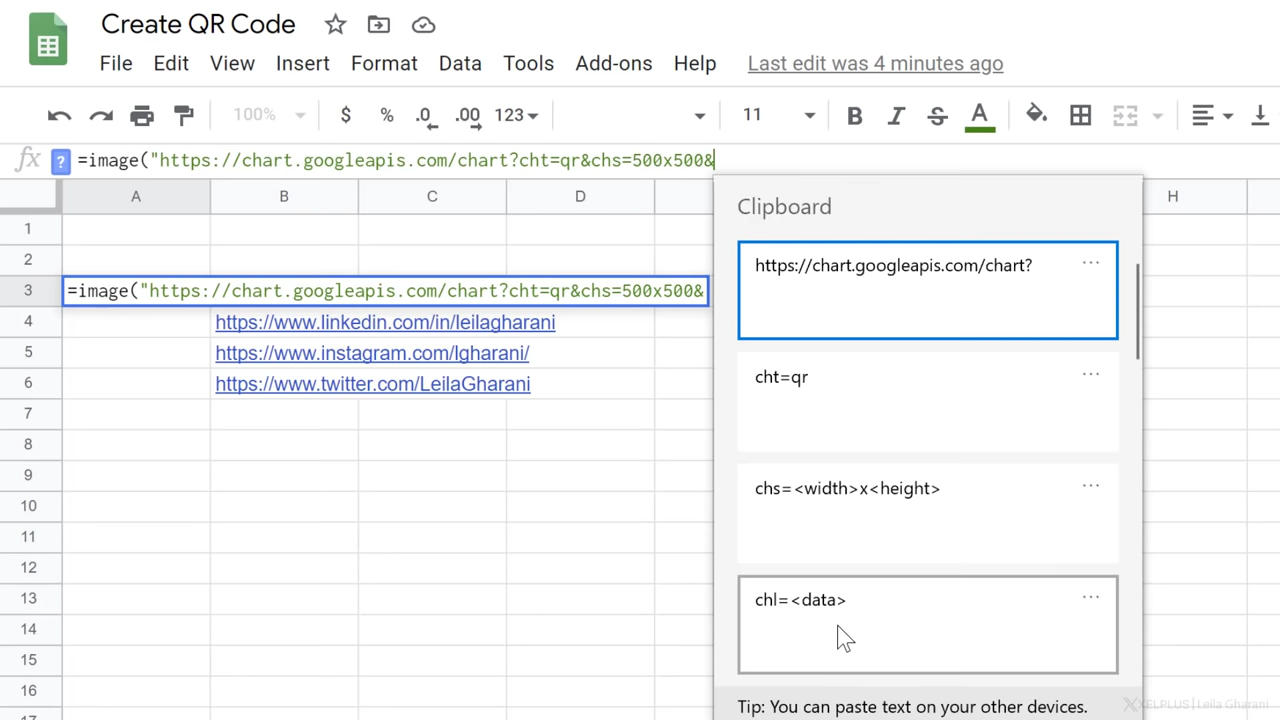 Create QR Code
File Edit View Insert Format Data Tools Add-ons Help Last edit was 4 minutes ago
100% $ % .0 .00 123 11 B I S A
fx ? =image("https://chart.googleapis.com/chart?cht=qr&chs=500x500&
A B C D H
1
2
3 =image("https://chart.googleapis.com/chart?cht=qr&chs=500x500&
4 https://www.linkedin.com/in/leilagharani
5 https://www.instagram.com/lgharani/
6 https://www.twitter.com/LeilaGharani
7
8
9
10
11
12
13
14
15
16
Clipboard
https://chart.googleapis.com/chart?
cht=qr
chs=<width>x<height>
chl=<data>
Tip: You can paste text on your other devices.
XELPLUS | Leila Gharani